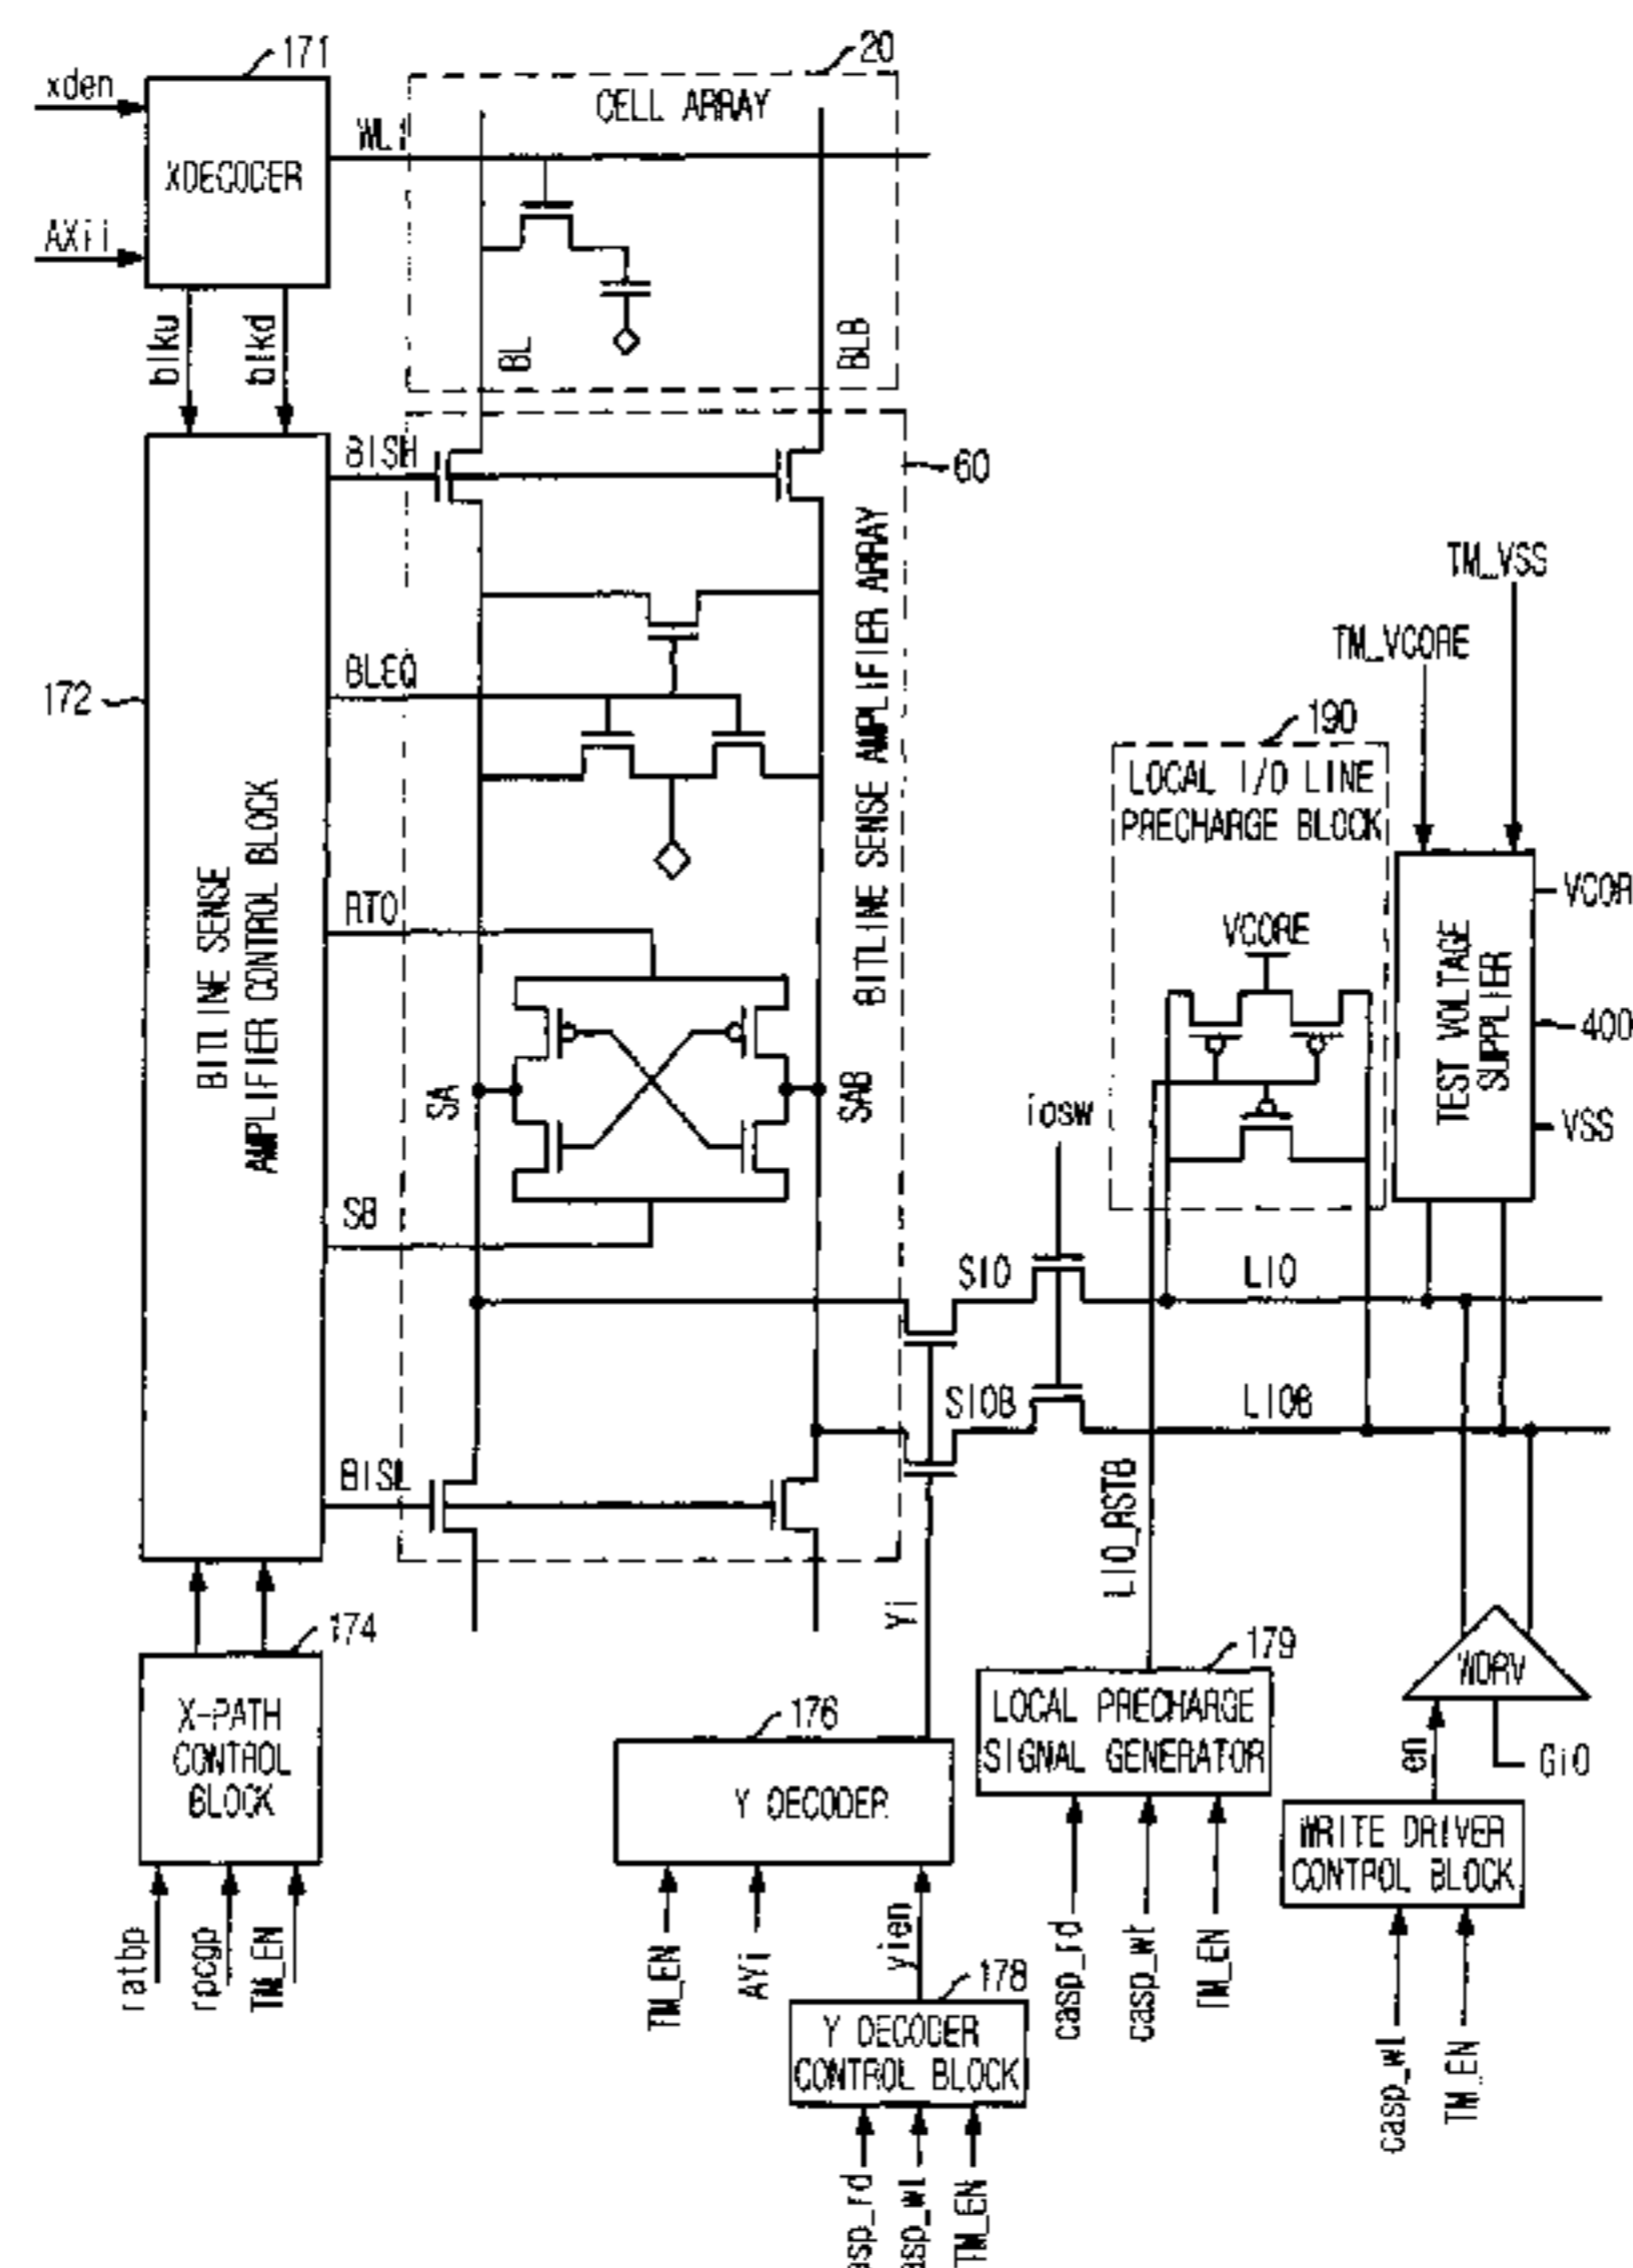 171
20
xden
CELL ARRAY
XDECODER
AXij
blku
blkd
BL
BLB
BISH
60
BITLINE SENSE AMPLIFIER ARRAY
TM_VSS
TM_VCORE
BLEQ
172
190
LOCAL I/O LINE
PRECHARGE BLOCK
BITLINE SENSE
AMPLIFIER CONTROL BLOCK
RTO
VCORE
VCOR
TEST VOLTAGE
SUPPLIER
400
SA
SAB
iosw
VSS
SB
SIO
LIO
SIOB
LIOB
BISL
LIO_RSTB
Yi
174
179
WDRV
X-PATH
CONTROL
BLOCK
176
LOCAL PRECHARGE
SIGNAL GENERATOR
en
GiO
Y DECODER
WRITE DRIVER
CONTROL BLOCK
ratbp
rpcgp
TM_EN
TM_EN
AYi
yien
178
casp_rd
casp_wt
TM_EN
Y DECODER
CONTROL BLOCK
casp_wt
TM_EN
asp_rd
asp_wt
TM_EN